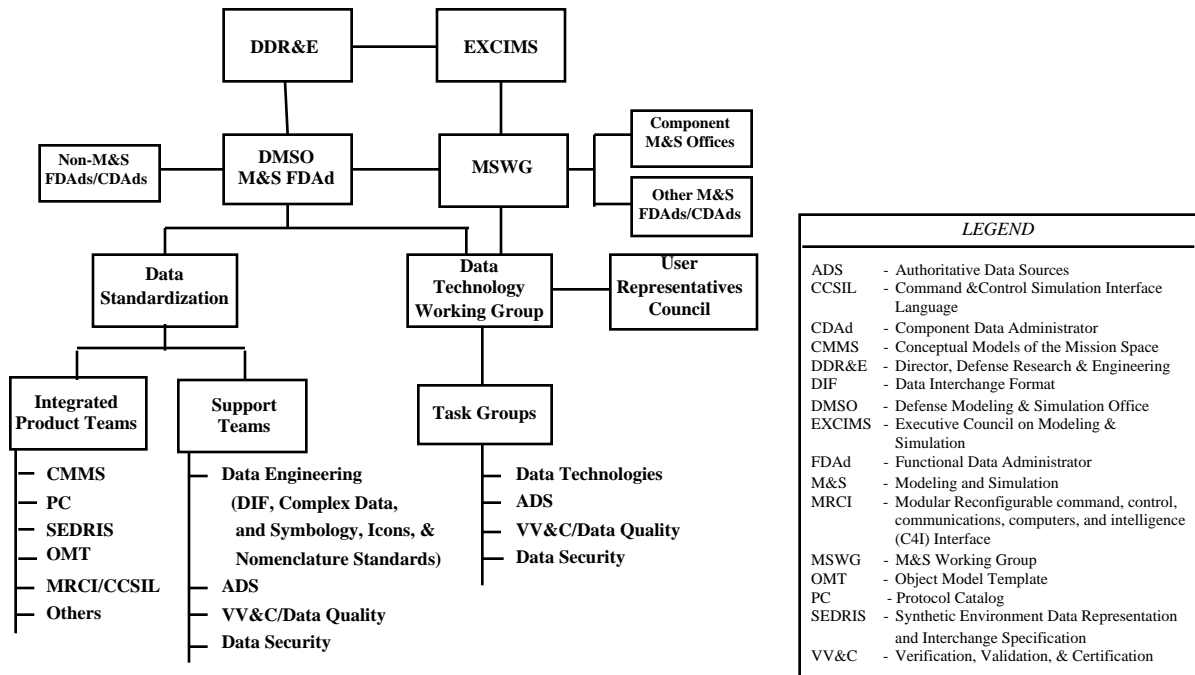 DDR&E
EXCIMS
Non-M&S
FDAds/CDAds
DMSO
M&S FDAd
MSWG
Component
M&S Offices
Other M&S
FDAds/CDAds
Data
Standardization
Data
Technology
Working Group
User
Representatives
Council
Integrated
Product Teams
Support
Teams
Task Groups
CMMS
PC
SEDRIS
OMT
MRCI/CCSIL
Others
Data Engineering
(DIF, Complex Data,
and Symbology, Icons, &
Nomenclature Standards)
ADS
VV&C/Data Quality
Data Security
Data Technologies
ADS
VV&C/Data Quality
Data Security
LEGEND
ADS - Authoritative Data Sources
CCSIL - Command &Control Simulation Interface
Language
CDAd - Component Data Administrator
CMMS - Conceptual Models of the Mission Space
DDR&E - Director, Defense Research & Engineering
DIF - Data Interchange Format
DMSO - Defense Modeling & Simulation Office
EXCIMS - Executive Council on Modeling &
Simulation
FDAd - Functional Data Administrator
M&S - Modeling and Simulation
MRCI - Modular Reconfigurable command, control,
communications, computers, and intelligence
(C4I) Interface
MSWG - M&S Working Group
OMT - Object Model Template
PC - Protocol Catalog
SEDRIS - Synthetic Environment Data Representation
and Interchange Specification
VV&C - Verification, Validation, & Certification